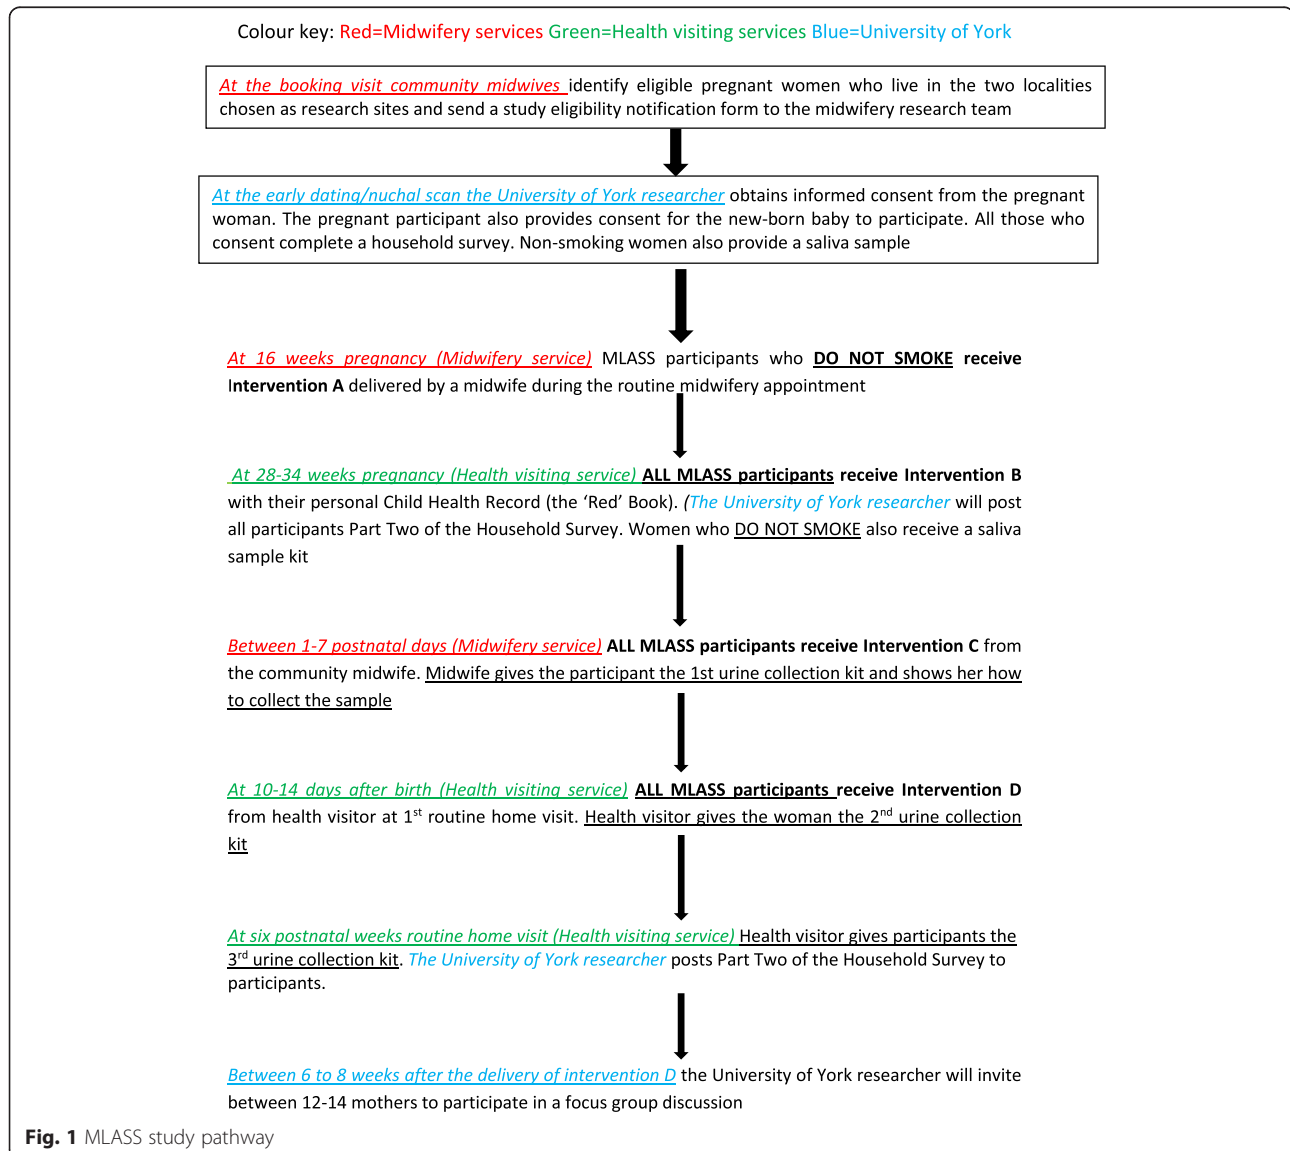 Colour key: Red=Midwifery services Green=Health visiting services Blue=University of York
At the booking visit community midwives identify eligible pregnant women who live in the two localities
chosen as research sites and send a study eligibility notification form to the midwifery research team
At the early dating/nuchal scan the University of York researcher obtains informed consent from the pregnant
woman. The pregnant participant also provides consent for the new-born baby to participate. All those who
consent complete a household survey. Non-smoking women also provide a saliva sample
At 16 weeks pregnancy (Midwifery service) MLASS participants who DO NOT SMOKE receive
Intervention A delivered by a midwife during the routine midwifery appointment
At 28-34 weeks pregnancy (Health visiting service) ALL MLASS participants receive Intervention B
with their personal Child Health Record (the ‘Red’ Book). (The University of York researcher will post
all participants Part Two of the Household Survey. Women who DO NOT SMOKE also receive a saliva
sample kit
Between 1-7 postnatal days (Midwifery service) ALL MLASS participants receive Intervention C from
the community midwife. Midwife gives the participant the 1st urine collection kit and shows her how
to collect the sample
At 10-14 days after birth (Health visiting service) ALL MLASS participants receive Intervention D
from health visitor at 1st routine home visit. Health visitor gives the woman the 2nd urine collection
kit
At six postnatal weeks routine home visit (Health visiting service) Health visitor gives participants the
3rd urine collection kit. The University of York researcher posts Part Two of the Household Survey to
participants.
Between 6 to 8 weeks after the delivery of intervention D the University of York researcher will invite
between 12-14 mothers to participate in a focus group discussion
Fig. 1 MLASS study pathway